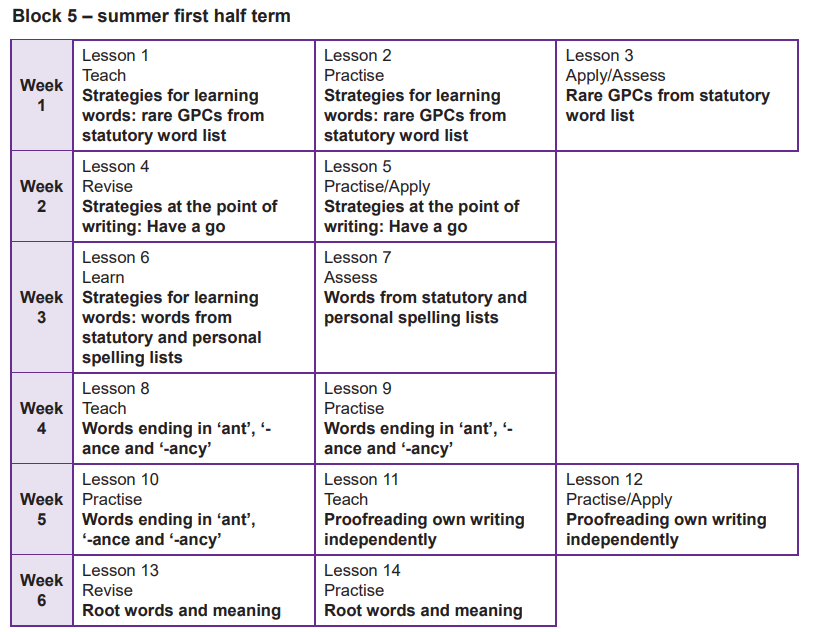 Block 5 – summer first half term
Week
1
Lesson 1
Teach
Strategies for learning
words: rare GPCs from
statutory word list
Lesson 2
Practise
Strategies for learning
words: rare GPCs from
statutory word list
Lesson 3
Apply/Assess
Rare GPCs from statutory
word list
Week
2
Lesson 4
Revise
Strategies at the point of
writing: Have a go
Lesson 5
Practise/Apply
Strategies at the point of
writing: Have a go
Week
3
Lesson 6
Learn
Strategies for learning
words: words from
statutory and personal
spelling lists
Lesson 7
Assess
Words from statutory and
personal spelling lists
Week
4
Lesson 8
Teach
Words ending in ‘ant’, ‘-
ance and ‘-ancy’
Lesson 9
Practise
Words ending in ‘ant’, ‘-
ance and ‘-ancy’
Week
5
Lesson 10
Practise
Words ending in ‘ant’,
‘-ance and ‘-ancy’
Lesson 11
Teach
Proofreading own writing
independently
Lesson 12
Practise/Apply
Proofreading own writing
independently
Week
6
Lesson 13
Revise
Root words and meaning
Lesson 14
Practise
Root words and meaning